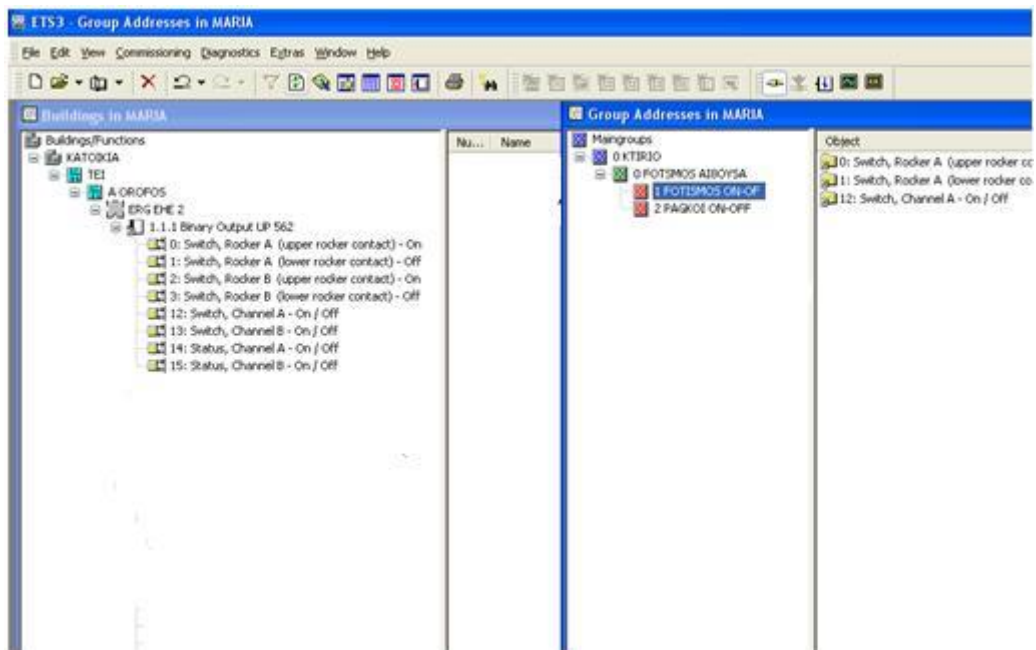 ETS3 - Group Addresses in MARIA
File Edit View Commissioning Diagnostics Extras Window Help
Buildings in MARIA
Buildings/Functions
KATOIKIA
TEI
A OROFOS
ERG EHE 2
1.1.1 Binary Output UP 562
0: Switch, Rocker A (upper rocker contact) - On
1: Switch, Rocker A (lower rocker contact) - Off
2: Switch, Rocker B (upper rocker contact) - On
3: Switch, Rocker B (lower rocker contact) - Off
12: Switch, Channel A - On / Off
13: Switch, Channel B - On / Off
14: Status, Channel A - On / Off
15: Status, Channel B - On / Off
Nu... Name
Group Addresses in MARIA
Maingroups
0 KTIRIO
0 FOTSMOS AIBOYSA
1 FOTISMOS ON-OF
2 PAGKOI ON-OFF
Object
0: Switch, Rocker A (upper rocker cc
1: Switch, Rocker A (lower rocker co
12: Switch, Channel A - On / Off